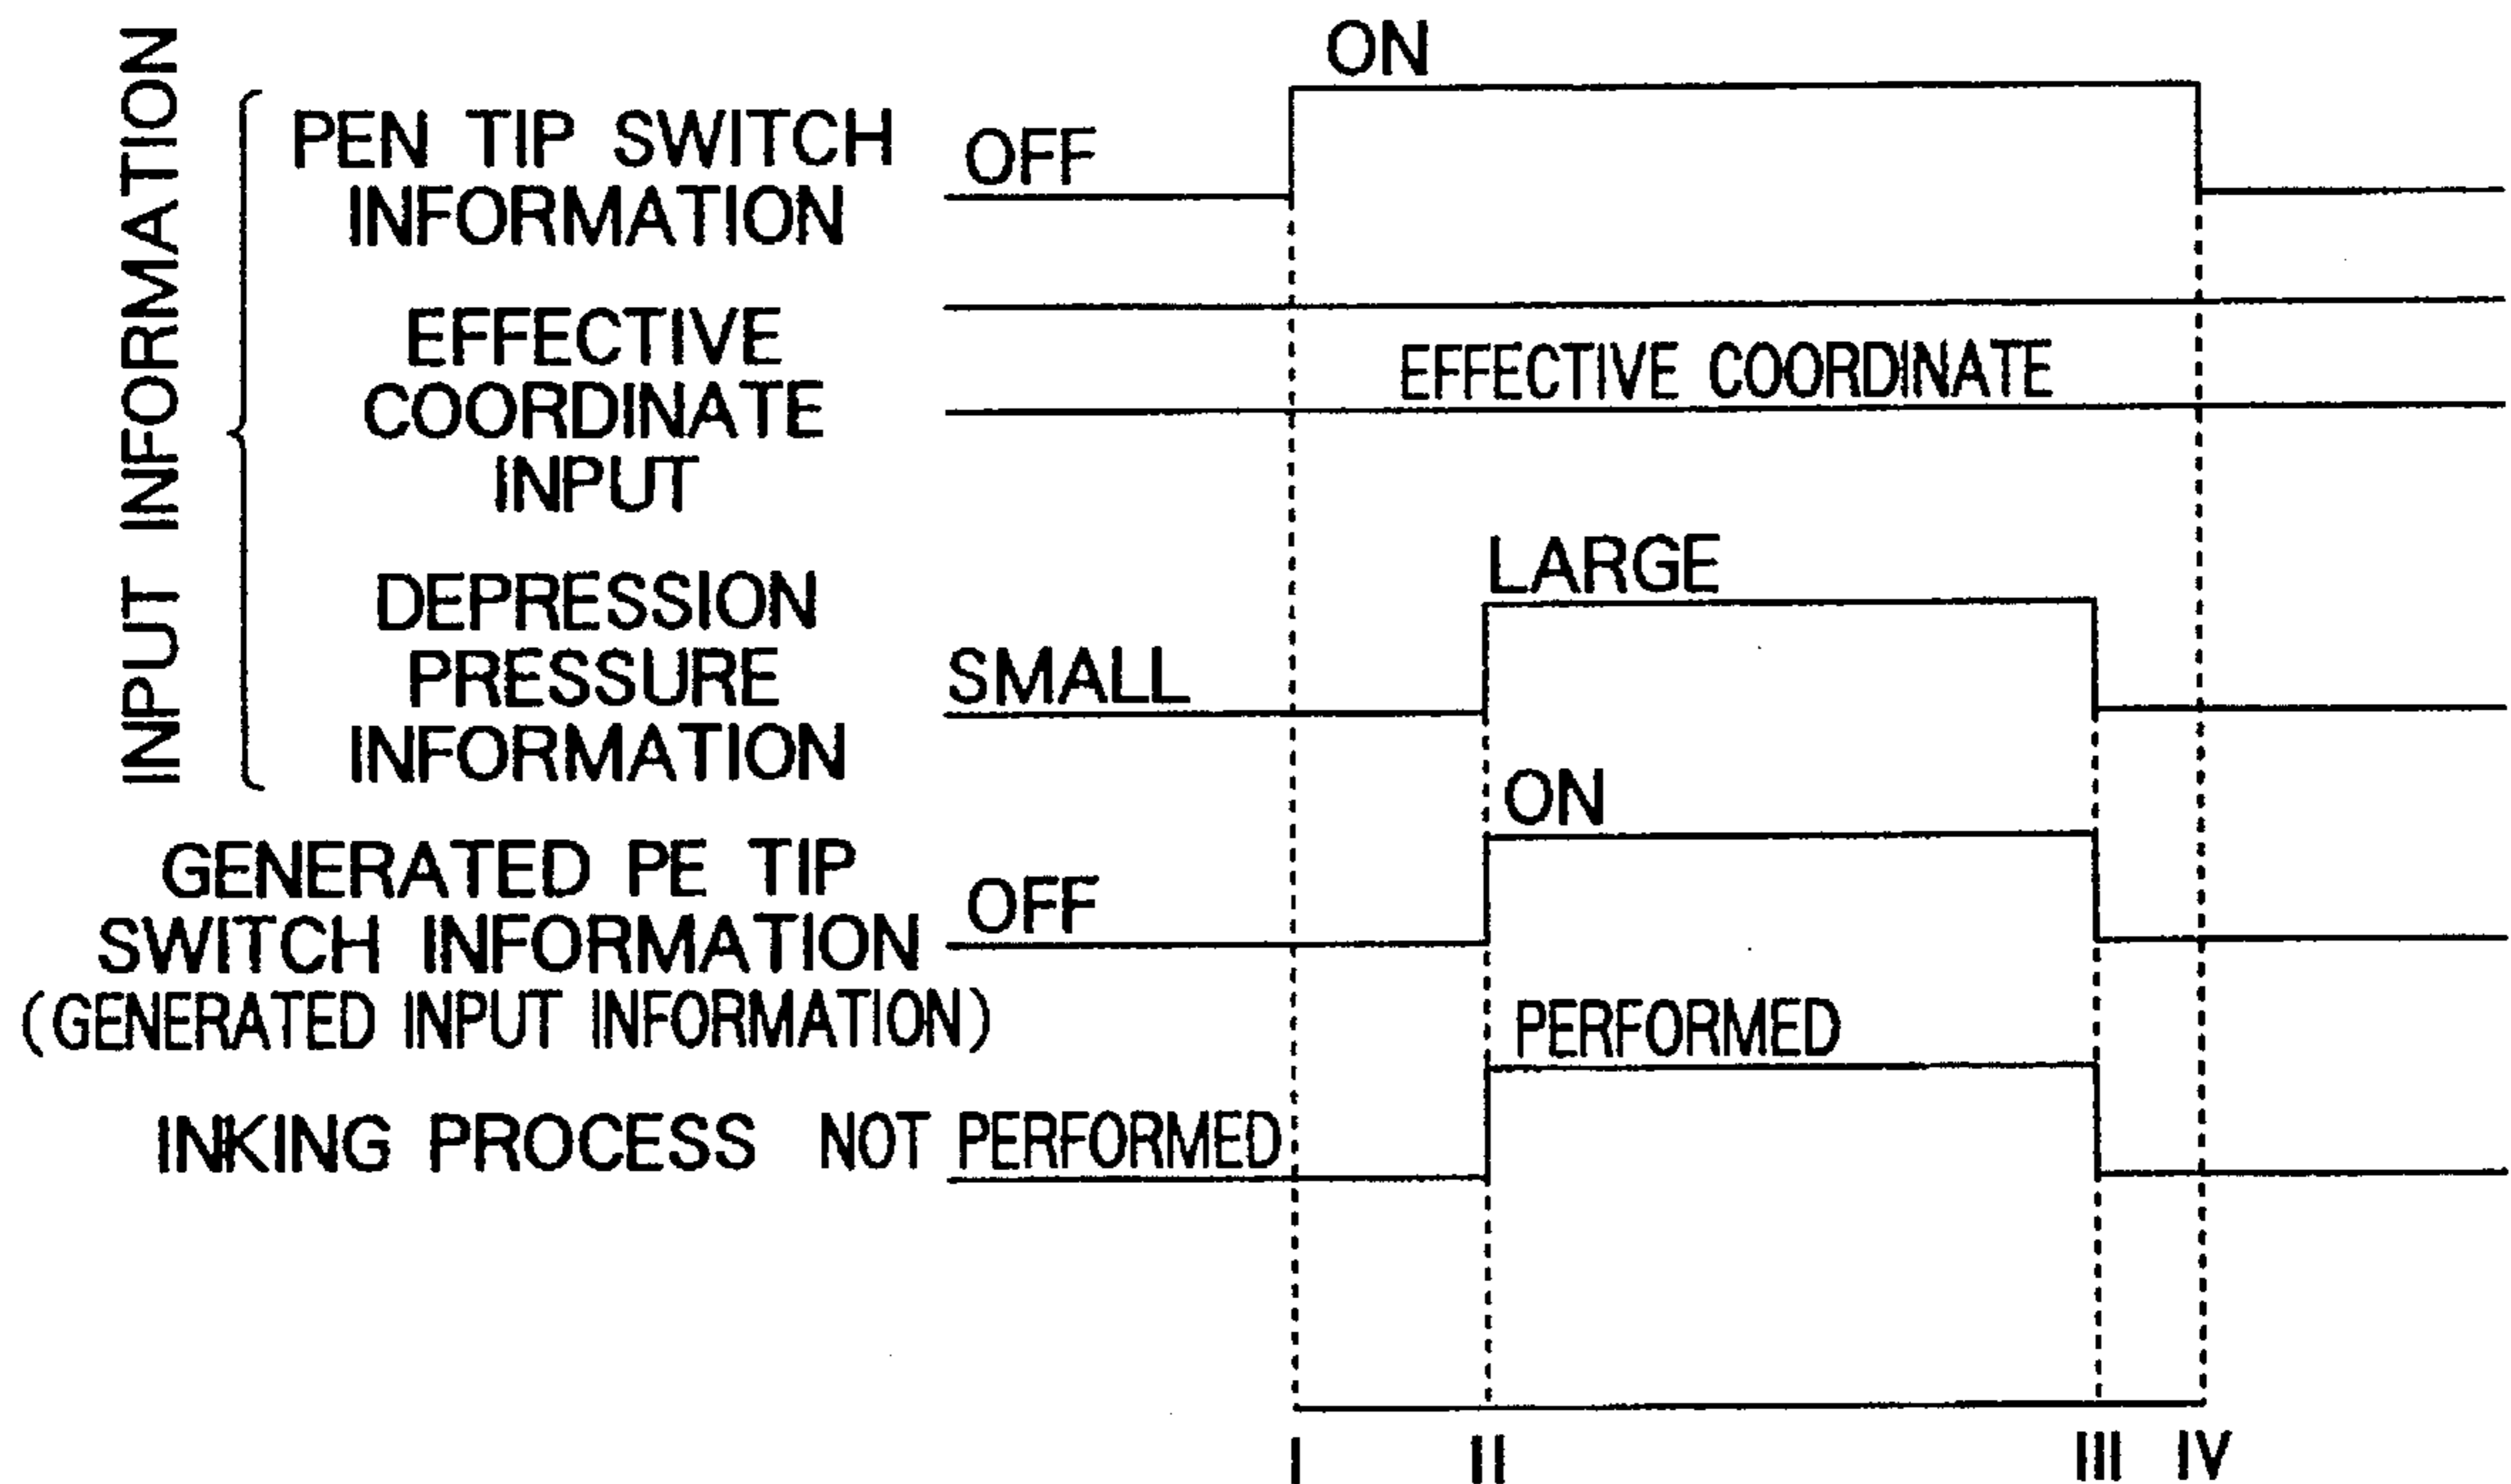 INPUT INFORMATION
ON
PEN TIP SWITCH
INFORMATION
OFF
EFFECTIVE
COORDINATE
INPUT
EFFECTIVE COORDINATE
DEPRESSION
PRESSURE
INFORMATION
LARGE
SMALL
GENERATED PE TIP
SWITCH INFORMATION
(GENERATED INPUT INFORMATION)
ON
OFF
INKING PROCESS
NOT PERFORMED
PERFORMED
I II III IV